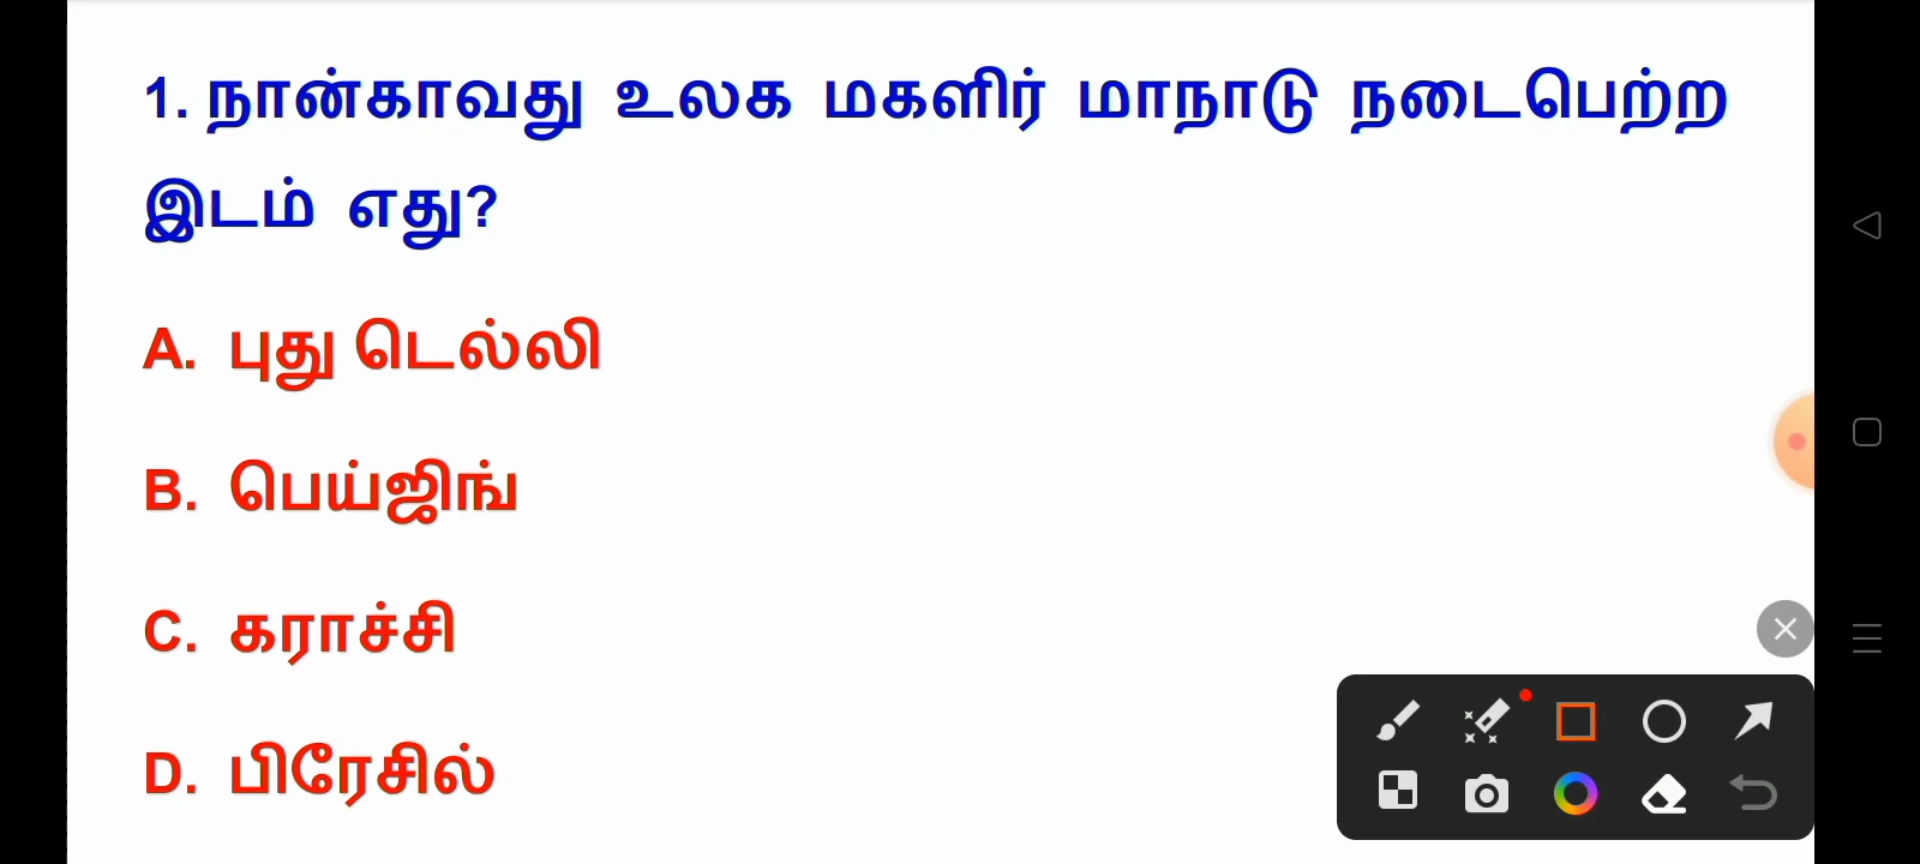 1. நான்காவது உலக மகளிர் மாநாடு நடைபெற்ற
இடம் எது?
A. புது டெல்லி
B. பெய்ஜிங்
C. கராச்சி
D. பிரேசில்